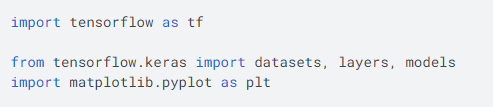 import tensorflow as tf
from tensorflow.keras import datasets, layers, models
import matplotlib.pyplot as plt